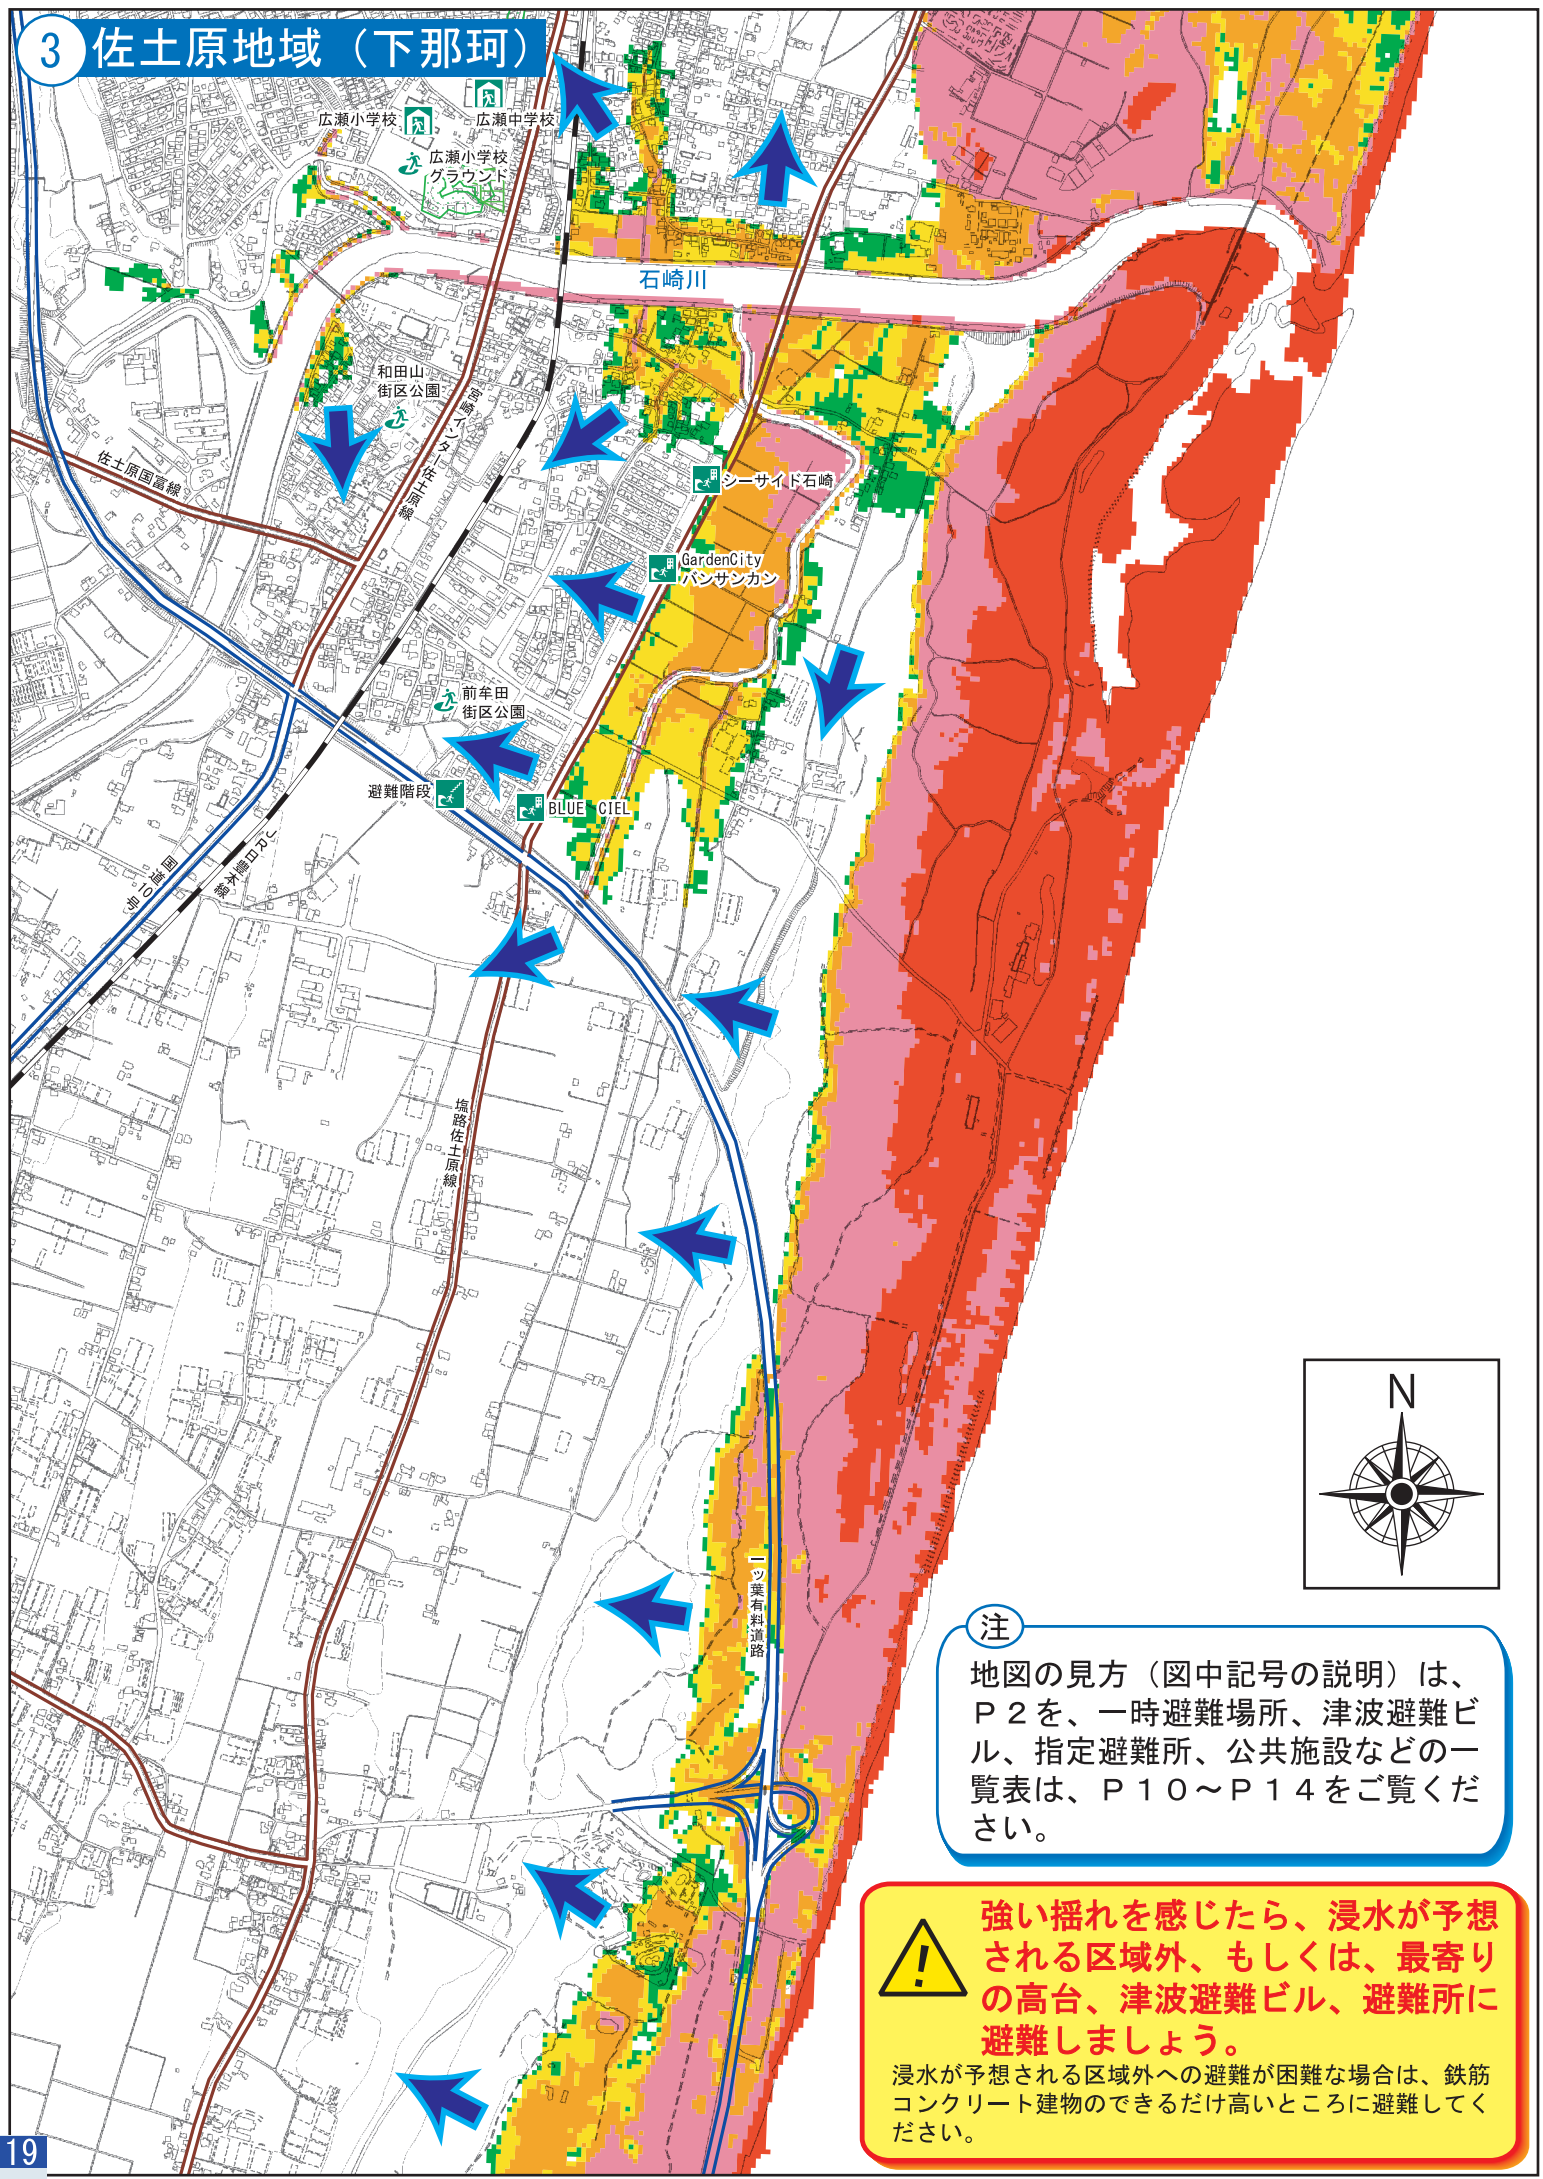 3 佐土原地域（下那珂）
広瀬小学校
広瀬中学校
広瀬小学校
グラウンド
石崎川
和田山
街区公園
宮崎インター佐土原線
佐土原国富線
シーサイド石崎
GardenCity
バンサンカン
前牟田
街区公園
避難階段
BLUE CIEL
JR日豊本線
国道10号
塩路佐土原線
一ッ葉有料道路
N
注
地図の見方（図中記号の説明）は、
P２を、一時避難場所、津波避難ビ
ル、指定避難所、公共施設などの一
覧表は、P１０～P１４をご覧くだ
さい。
強い揺れを感じたら、浸水が予想
される区域外、もしくは、最寄り
の高台、津波避難ビル、避難所に
避難しましょう。
浸水が予想される区域外への避難が困難な場合は、鉄筋
コンクリート建物のできるだけ高いところに避難してく
ださい。
19